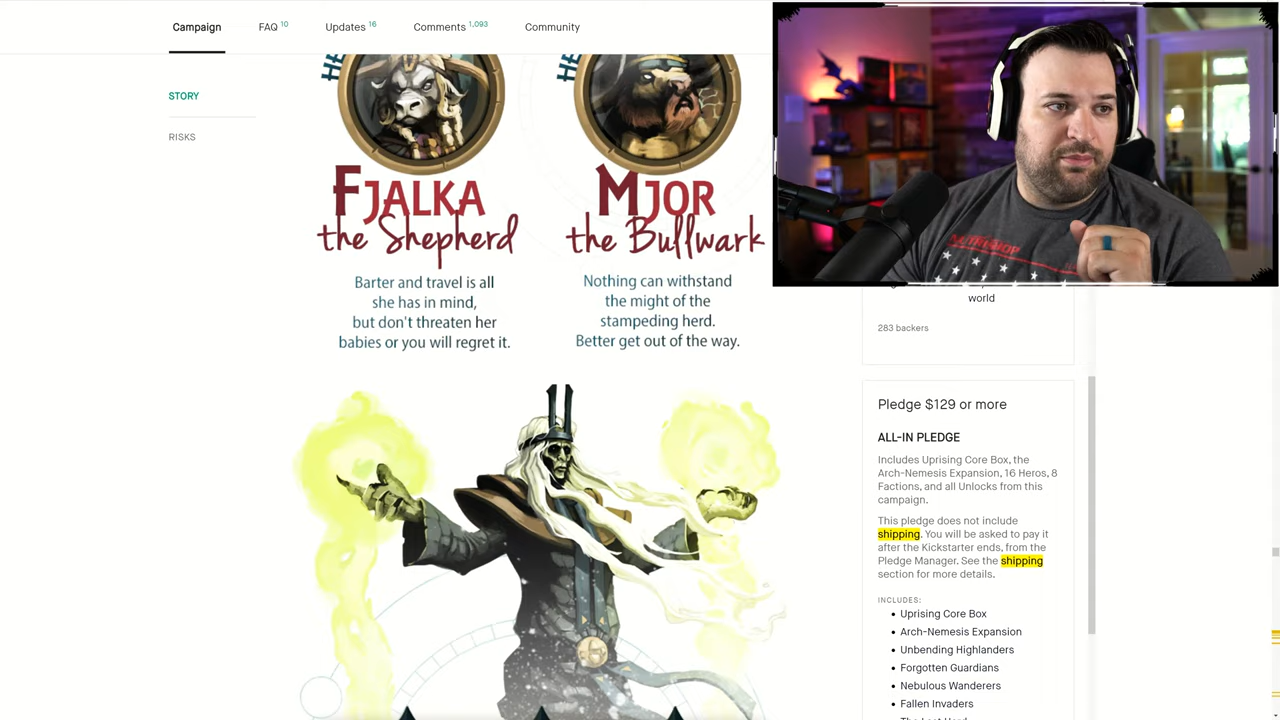 Campaign
FAQ 10
Updates 16
Comments 1,093
Community
STORY
RISKS
HE
HE
FJALKA
the Shepherd
Barter and travel is all
she has in mind,
but don't threaten her
babies or you will regret it.
MJOR
the Bullwark
Nothing can withstand
the might of the
stampeding herd.
Better get out of the way.
world
283 backers
Pledge $129 or more
ALL-IN PLEDGE
Includes Uprising Core Box, the
Arch-Nemesis Expansion, 16 Heros, 8
Factions, and all Unlocks from this
campaign.
This pledge does not include
shipping. You will be asked to pay it
after the Kickstarter ends, from the
Pledge Manager. See the shipping
section for more details.
INCLUDES:
• Uprising Core Box
• Arch-Nemesis Expansion
• Unbending Highlanders
• Forgotten Guardians
• Nebulous Wanderers
• Fallen Invaders